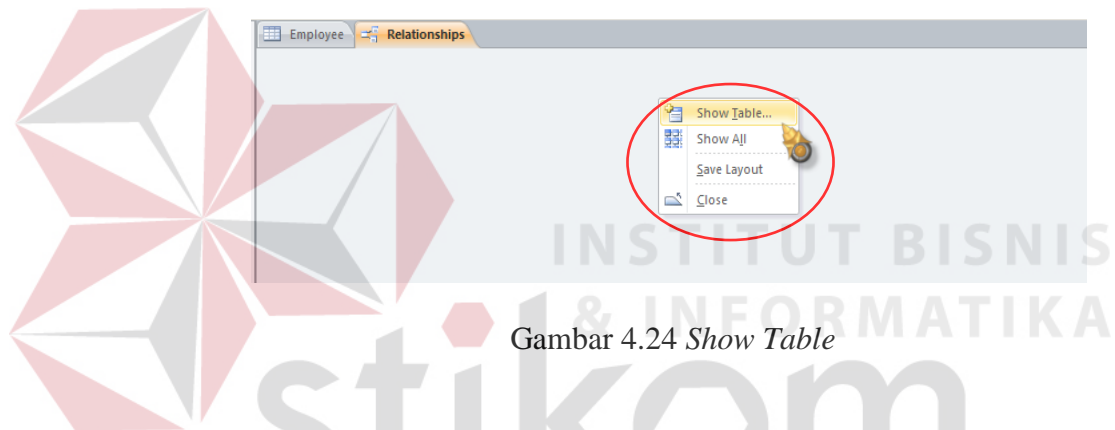 Employee Relationships
Show Table...
Show All
Save Layout
Close
INSTITUT BISNIS
& INFORMATIKA
Gambar 4.24 Show Table
stikom